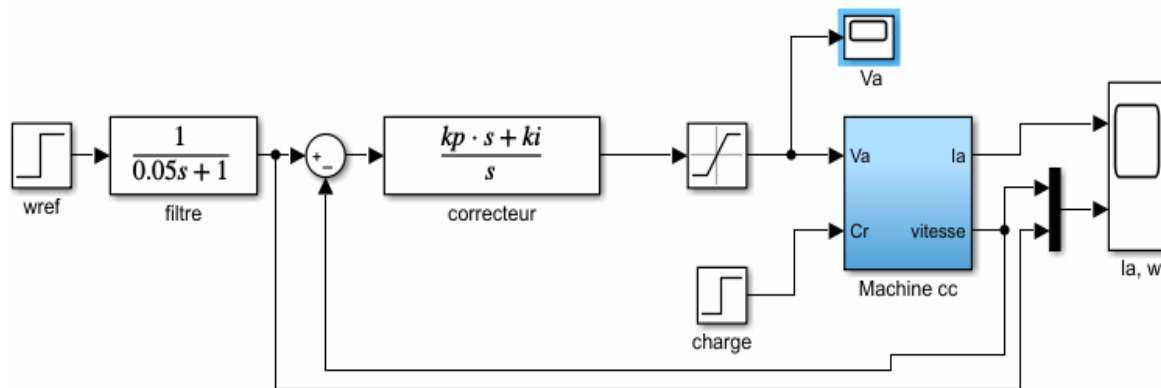 Va
1
0.05s + 1
+
−
kp · s + ki
s
wref
filtre
correcteur
Va
Ia
Cr
vitesse
Machine cc
charge
Ia, w